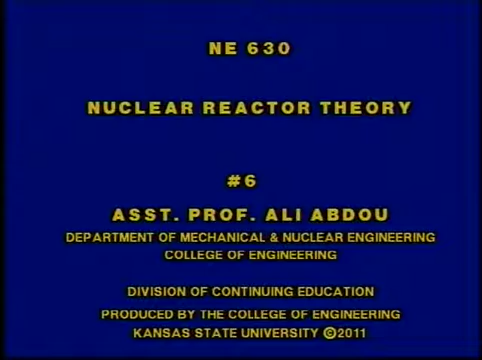 NE 630
NUCLEAR REACTOR THEORY
#6
ASST. PROF. ALI ABDOU
DEPARTMENT OF MECHANICAL & NUCLEAR ENGINEERING
COLLEGE OF ENGINEERING
DIVISION OF CONTINUING EDUCATION
PRODUCED BY THE COLLEGE OF ENGINEERING
KANSAS STATE UNIVERSITY ©2011